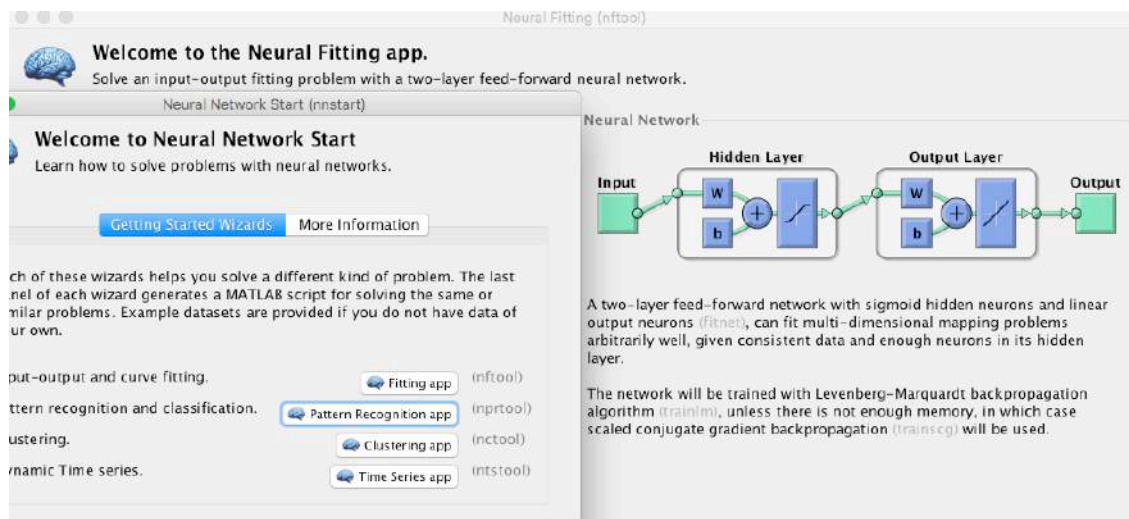 Neural Fitting (nftool)
Welcome to the Neural Fitting app.
Solve an input-output fitting problem with a two-layer feed-forward neural network.
Neural Network Start (nnstart)
Welcome to Neural Network Start
Learn how to solve problems with neural networks.
Getting Started Wizards
More Information
ch of these wizards helps you solve a different kind of problem. The last
nel of each wizard generates a MATLAB script for solving the same or
milar problems. Example datasets are provided if you do not have data of
ur own.
put-output and curve fitting.
Fitting app
(nftool)
ttern recognition and classification.
Pattern Recognition app
(nprtool)
ustering.
Clustering app
(nctool)
namic Time series.
Time Series app
(ntstool)
Neural Network
Hidden Layer
Output Layer
Input
Output
W
b
+
W
b
+
A two-layer feed-forward network with sigmoid hidden neurons and linear
output neurons (fitnet), can fit multi-dimensional mapping problems
arbitrarily well, given consistent data and enough neurons in its hidden
layer.
The network will be trained with Levenberg-Marquardt backpropagation
algorithm (trainlm), unless there is not enough memory, in which case
scaled conjugate gradient backpropagation (trainscg) will be used.